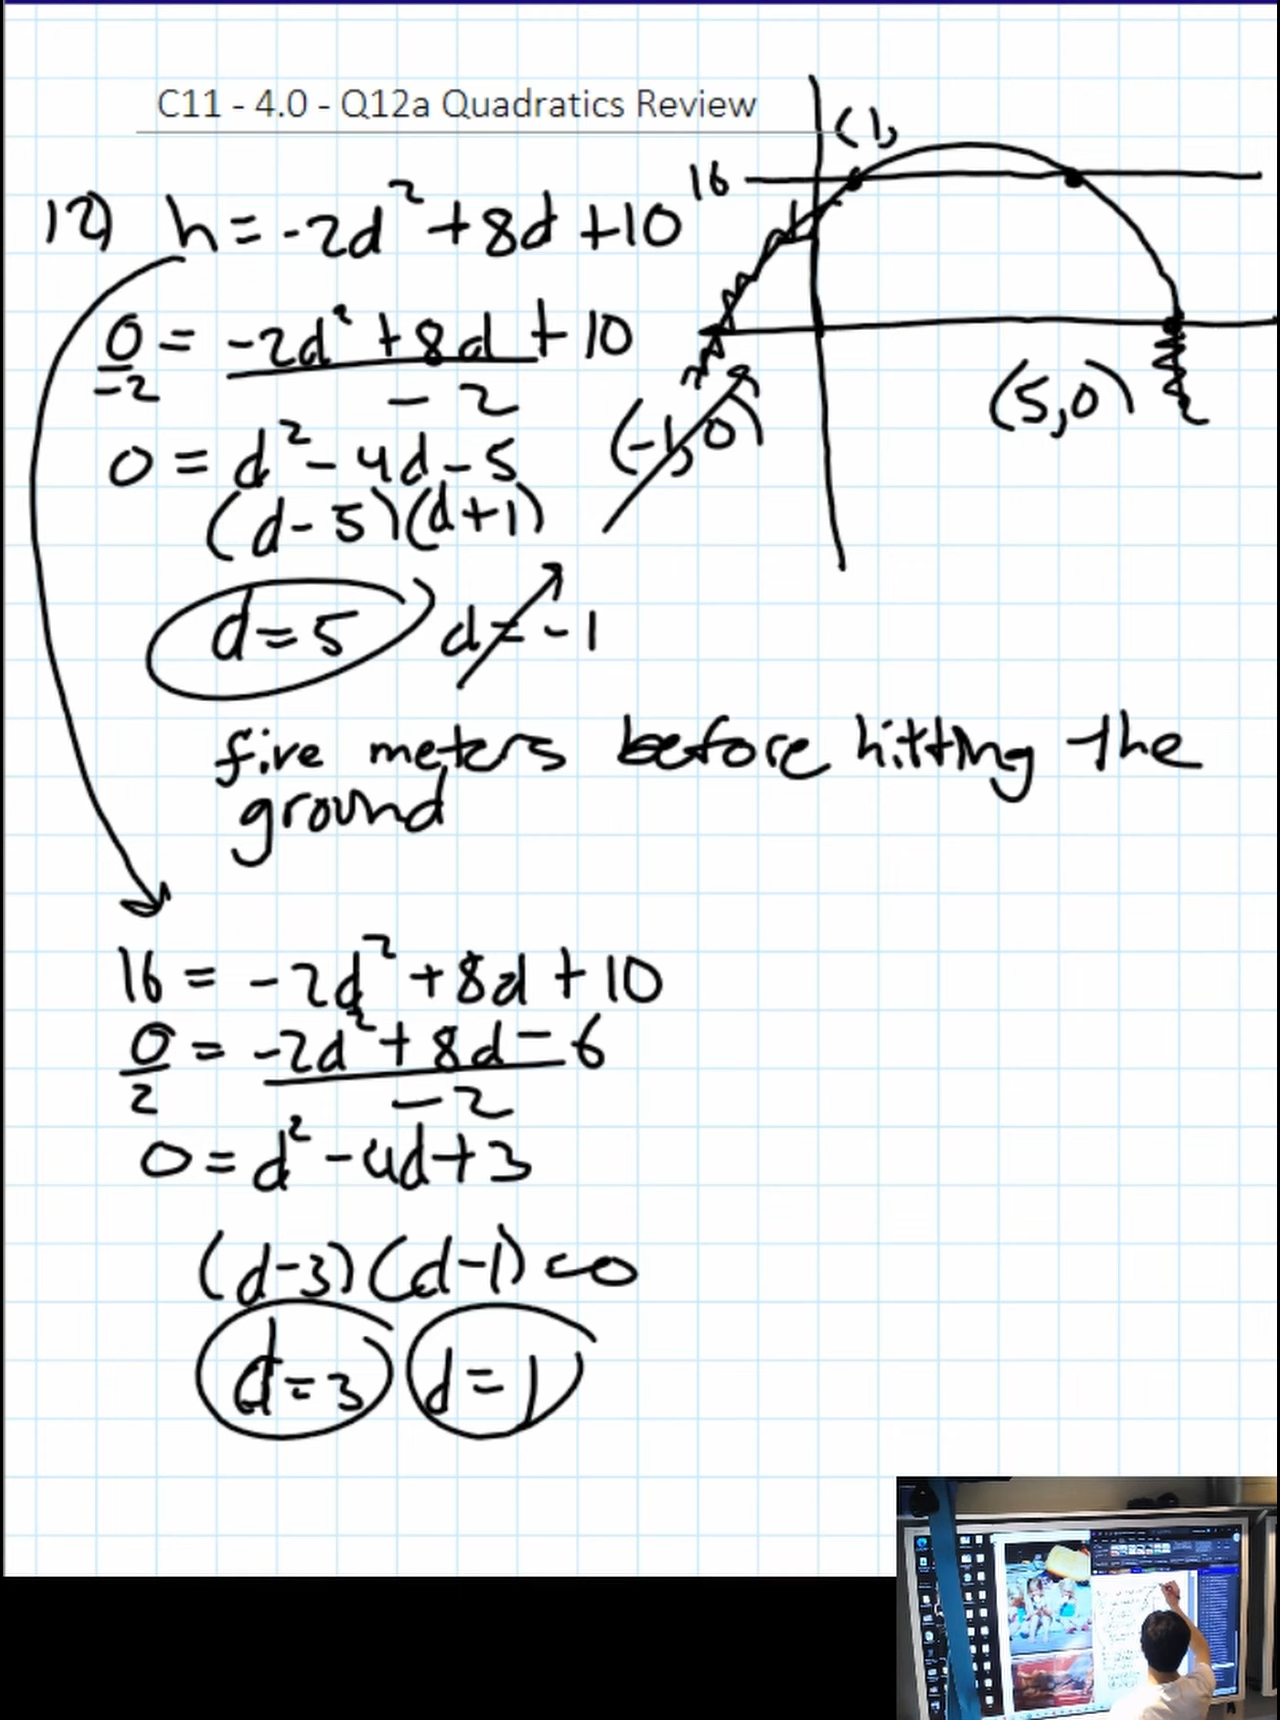 C11 - 4.0 - Q12a Quadratics Review
(1,
16
12) h = -2d² + 8d + 10
0/-2 = -2d² + 8d + 10/-2
(-1,0)
(5,0)
0 = d² - 4d - 5
(d - 5)(d + 1)
d = 5 d = -1
five meters before hitting the
ground
16 = -2d² + 8d + 10
0/2 = -2d² + 8d - 6/-2
0 = d² - 4d + 3
(d - 3)(d - 1) = 0
d = 3 d = 1